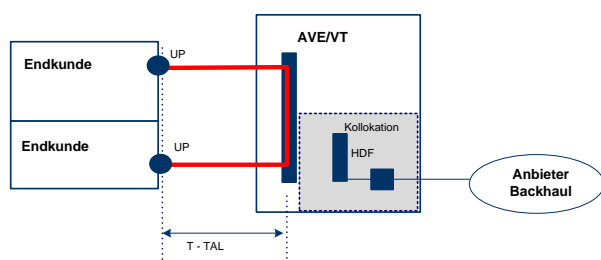 AVE/VT
UP
Endkunde
Kollokation
HDF
Endkunde
UP
Anbieter
Backhaul
T - TAL